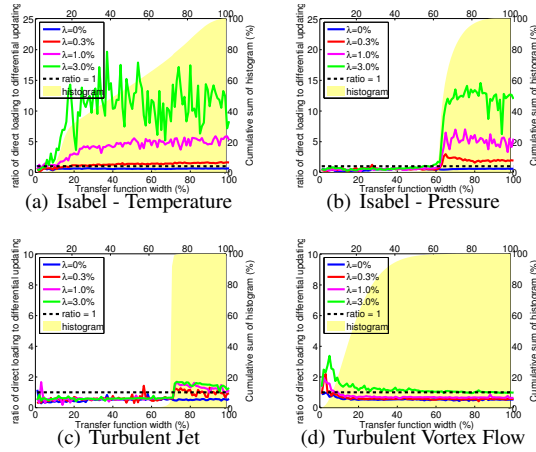 0 20 40 60 80 100
25
20
15
10
5
0
ratio of direct loading to differential updating
λ=0%
λ=0.3%
λ=1.0%
λ=3.0%
ratio = 1
histogram
100
80
60
40
20
0
Cumulative sum of histogram (%)
0 20 40 60 80 100
Transfer function width (%)
(a) Isabel - Temperature
0 20 40 60 80 100
25
20
15
10
5
0
ratio of direct loading to differential updating
λ=0%
λ=0.3%
λ=1.0%
λ=3.0%
ratio = 1
histogram
100
80
60
40
20
0
Cumulative sum of histogram (%)
0 20 40 60 80 100
Transfer function width (%)
(b) Isabel - Pressure
0 20 40 60 80 100
10
8
6
4
2
0
ratio of direct loading to differential updating
λ=0%
λ=0.3%
λ=1.0%
λ=3.0%
ratio = 1
histogram
100
80
60
40
20
0
Cumulative sum of histogram (%)
0 20 40 60 80 100
Transfer function width (%)
(c) Turbulent Jet
0 20 40 60 80 100
10
8
6
4
2
0
ratio of direct loading to differential updating
λ=0%
λ=0.3%
λ=1.0%
λ=3.0%
ratio = 1
histogram
100
80
60
40
20
0
Cumulative sum of histogram (%)
0 20 40 60 80 100
Transfer function width (%)
(d) Turbulent Vortex Flow